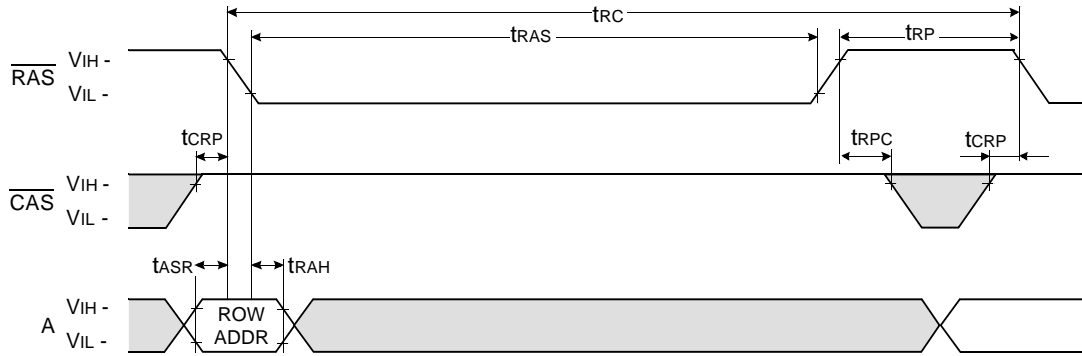 tRC
tRAS
tRP
RAS
VIH -
VIL -
tCRP
tRPC
tCRP
CAS
VIH -
VIL -
tASR
tRAH
A
VIH -
VIL -
ROW
ADDR